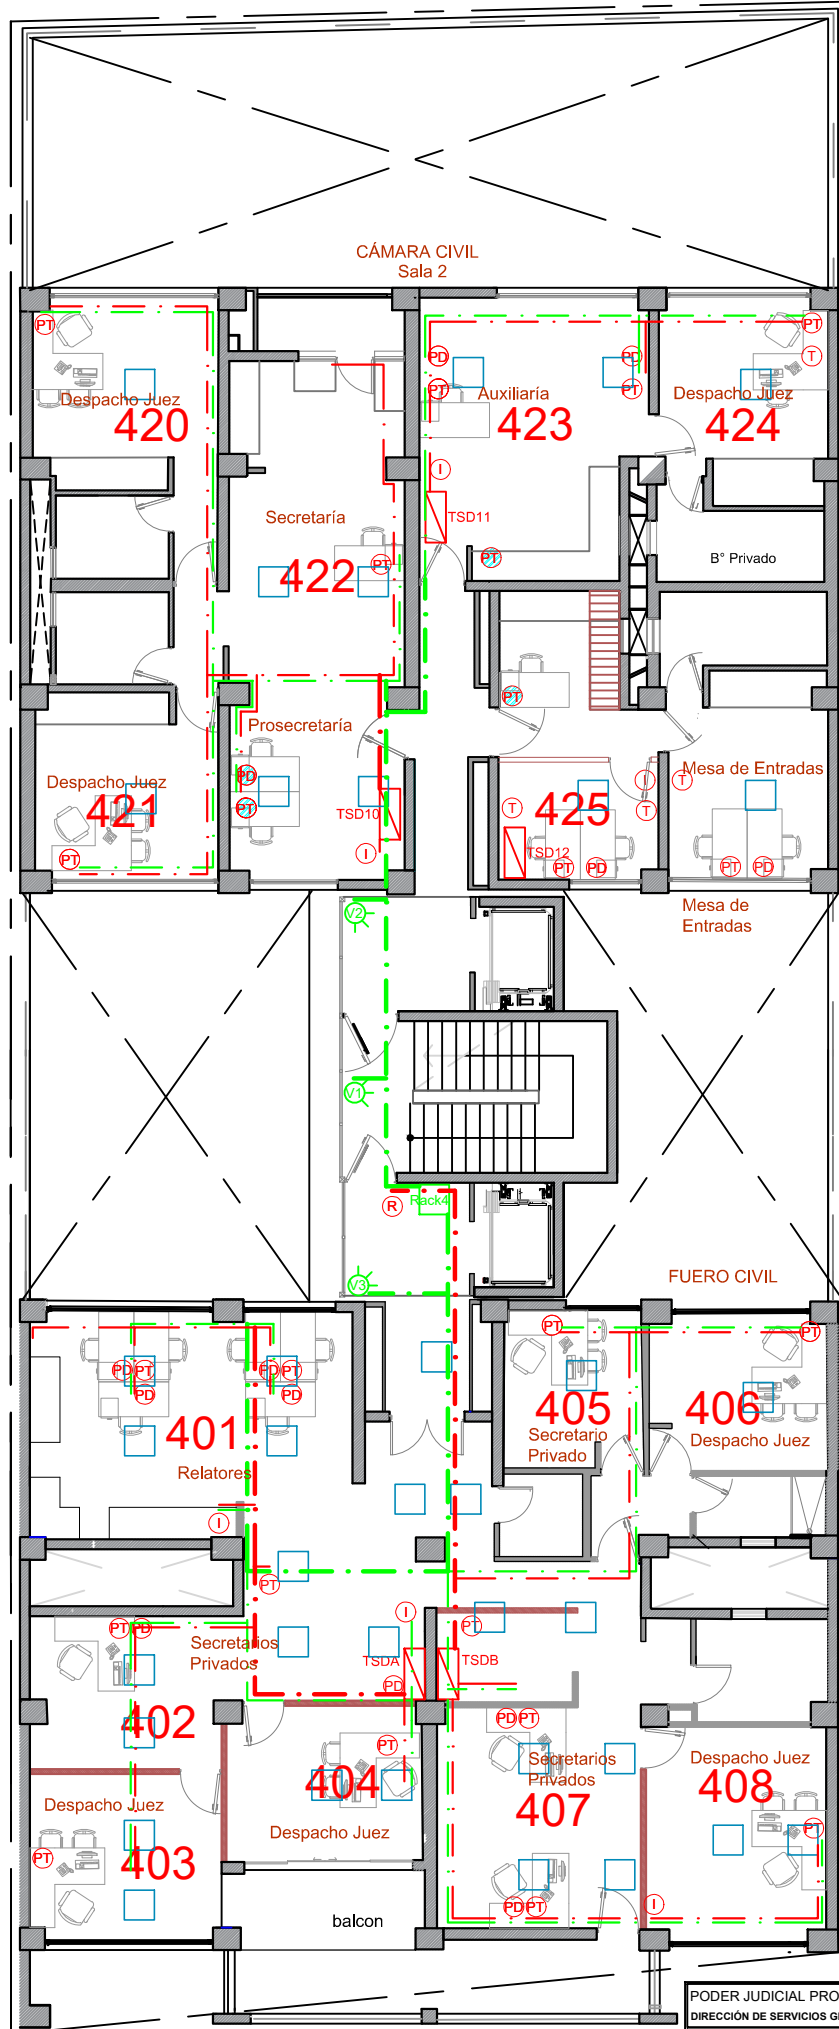 CÁMARA CIVIL
Sala 2
PT
PD
PD
PT
T
Despacho Juez
420
PT
Auxiliaría
423
PT
Despacho Juez
424
I
Secretaría
TSD11
422
PT
PT
B° Privado
PT
Prosecretaría
Despacho Juez
421
PD
PT
TSD10
I
PT
Mesa de Entradas
I
T
T
T
425
TSD12
PT
PD
PT
PD
Mesa de
Entradas
V2
V1
R
Rack4
V3
FUERO CIVIL
PT
PT
PD
PT
PD
PD
PT
PD
401
Relatores
405
Secretario
Privado
406
Despacho Juez
I
PT
PT
PD
Secretarios
Privados
I
PT
TSDA
TSDB
PD
402
PD
PT
PT
404
Despacho Juez
Secretarios
Privados
407
Despacho Juez
408
Despacho Juez
403
PT
PT
PD
PT
I
balcon
PODER JUDICIAL PRO
DIRECCIÓN DE SERVICIOS G